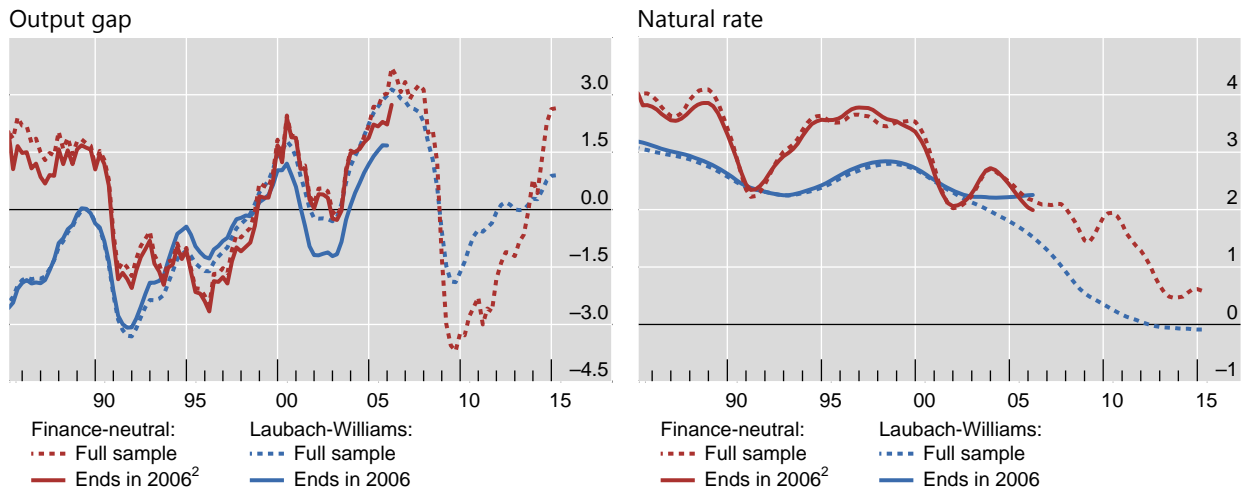 Output gap
3.0
1.5
0.0
–1.5
–3.0
–4.5
90 95 00 05 10 15
Finance-neutral: Laubach-Williams:
Full sample Full sample
Ends in 2006² Ends in 2006
Natural rate
4
3
2
1
0
–1
90 95 00 05 10 15
Finance-neutral: Laubach-Williams:
Full sample Full sample
Ends in 2006² Ends in 2006